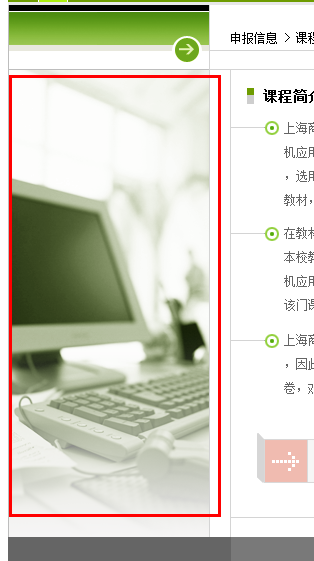 申报信息 > 课程
课程简介
上海商
机应用
，选用
教材，
在教材
本校教
机应用
该门课
上海商
，因此
卷，对